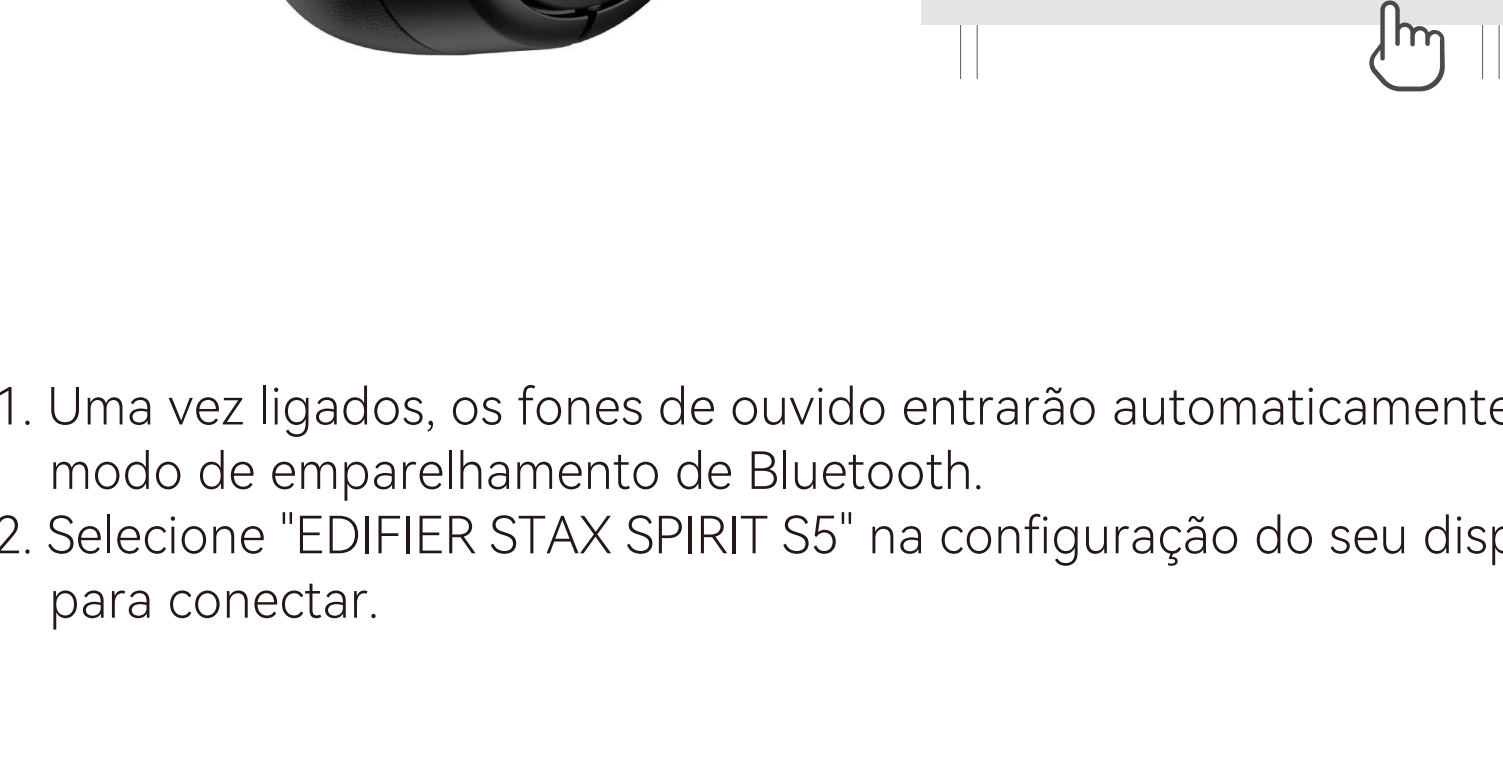 1. Uma vez ligados, os fones de ouvido entrarão automaticamente
modo de emparelhamento de Bluetooth.
2. Selecione "EDIFIER STAX SPIRIT S5" na configuração do seu
para conectar.